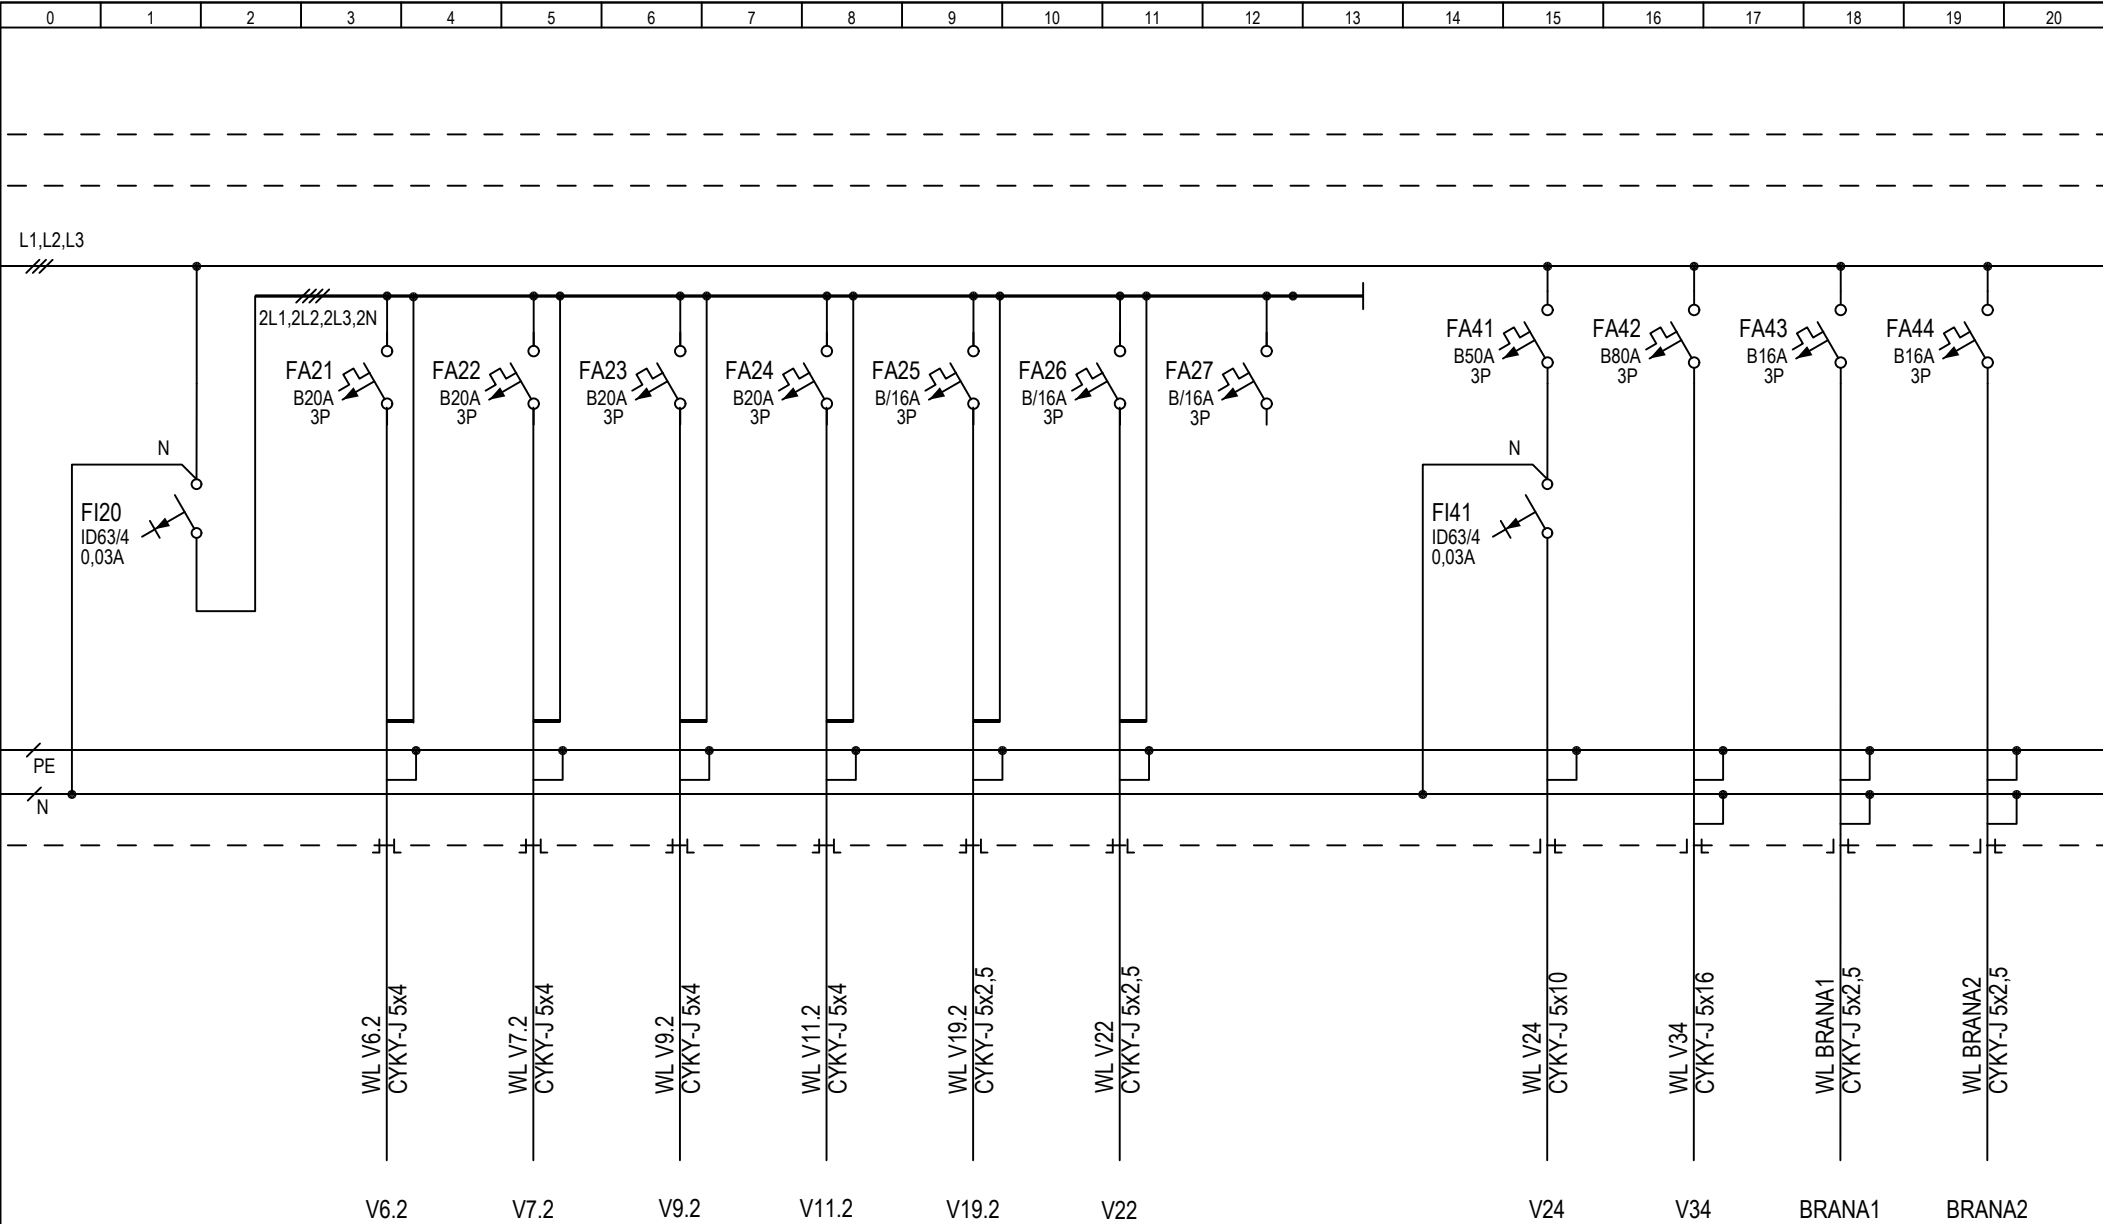 0 1 2 3 4 5 6 7 8 9 10 11 12 13 14 15 16 17 18 19 20
L1,L2,L3
2L1,2L2,2L3,2N
FA21
B20A
3P
FA22
B20A
3P
FA23
B20A
3P
FA24
B20A
3P
FA25
B/16A
3P
FA26
B/16A
3P
FA27
B/16A
3P
FA41
B50A
3P
FA42
B80A
3P
FA43
B16A
3P
FA44
B16A
3P
N
FI20
ID63/4
0,03A
N
FI41
ID63/4
0,03A
PE
N
WL V6.2
CYKY-J 5x4
WL V7.2
CYKY-J 5x4
WL V9.2
CYKY-J 5x4
WL V11.2
CYKY-J 5x4
WL V19.2
CYKY-J 5x2,5
WL V22
CYKY-J 5x2,5
WL V24
CYKY-J 5x10
WL V34
CYKY-J 5x16
WL BRANA1
CYKY-J 5x2,5
WL BRANA2
CYKY-J 5x2,5
V6.2 V7.2 V9.2 V11.2 V19.2 V22 V24 V34 BRANA1 BRANA2